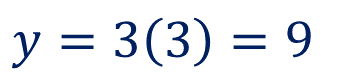 y = 3(3) = 9